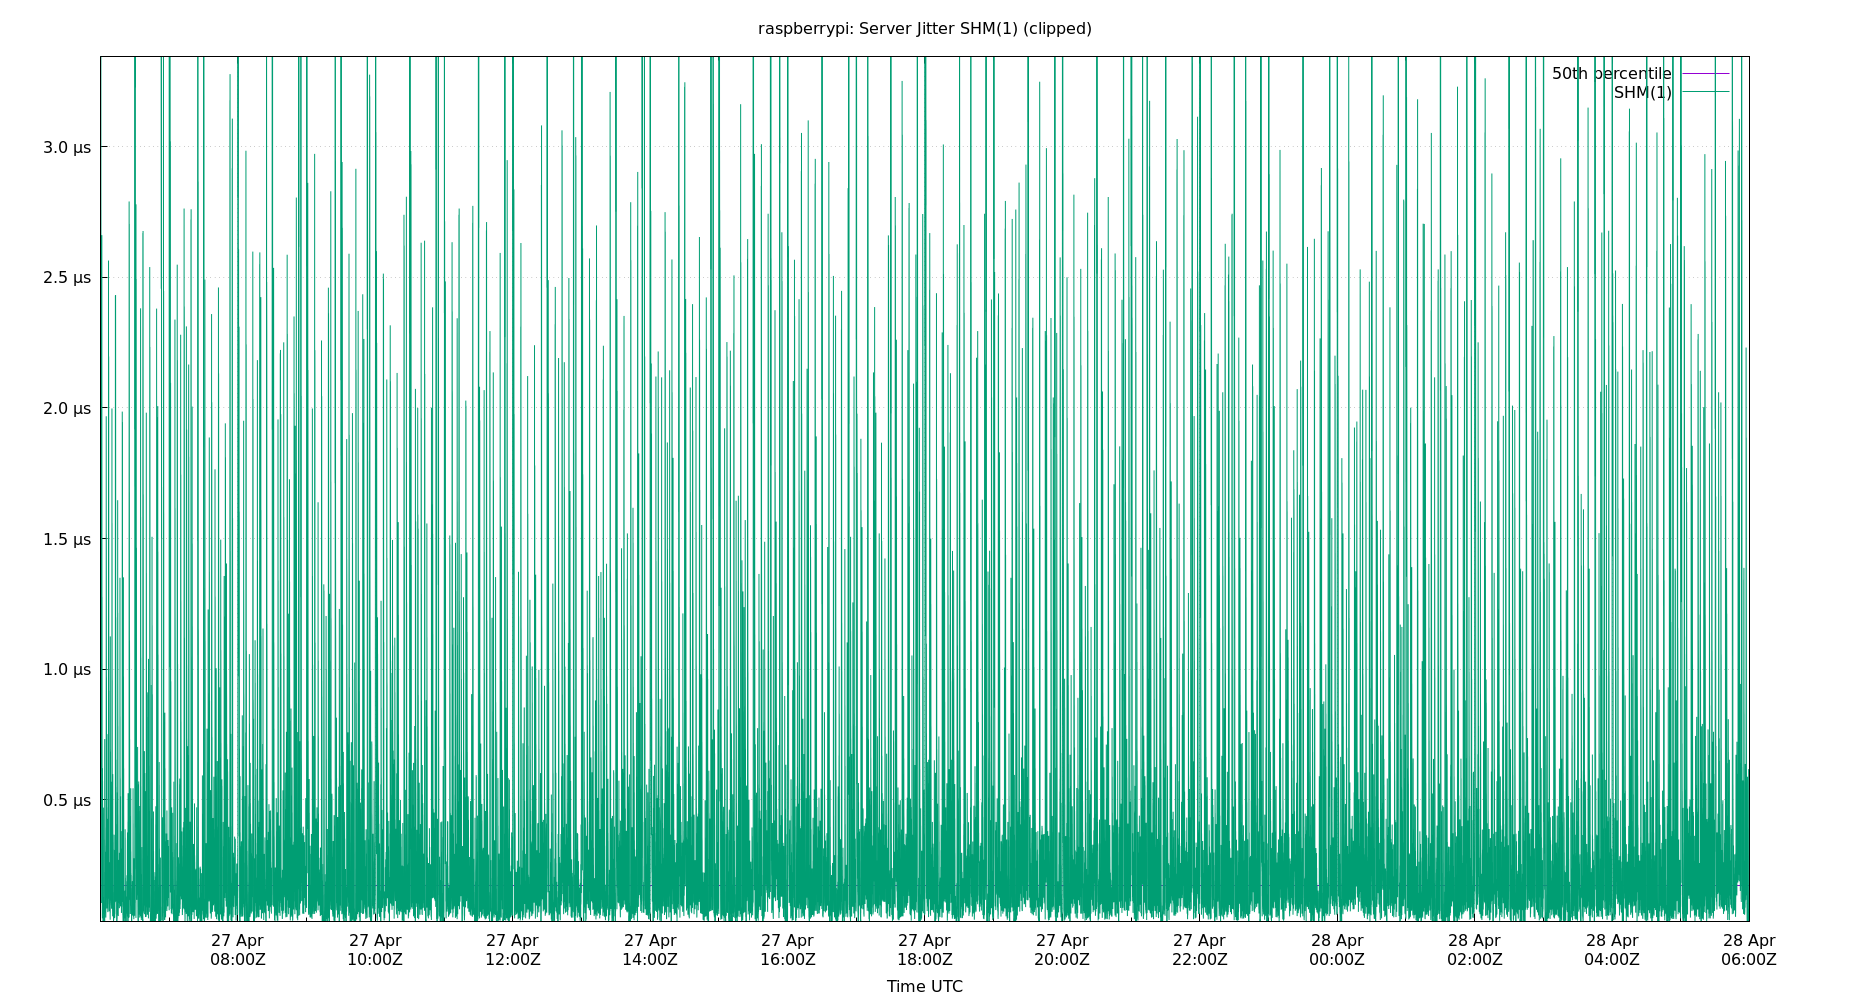 raspberrypi: Server Jitter SHM(1) (clipped)
50th percentile
SHM(1)
3.0 µs
2.5 µs
2.0 µs
1.5 µs
1.0 µs
0.5 µs
27 Apr 27 Apr 27 Apr 27 Apr 27 Apr 27 Apr 27 Apr 27 Apr 28 Apr 28 Apr 28 Apr 28 Apr
08:00Z 10:00Z 12:00Z 14:00Z 16:00Z 18:00Z 20:00Z 22:00Z 00:00Z 02:00Z 04:00Z 06:00Z
Time UTC